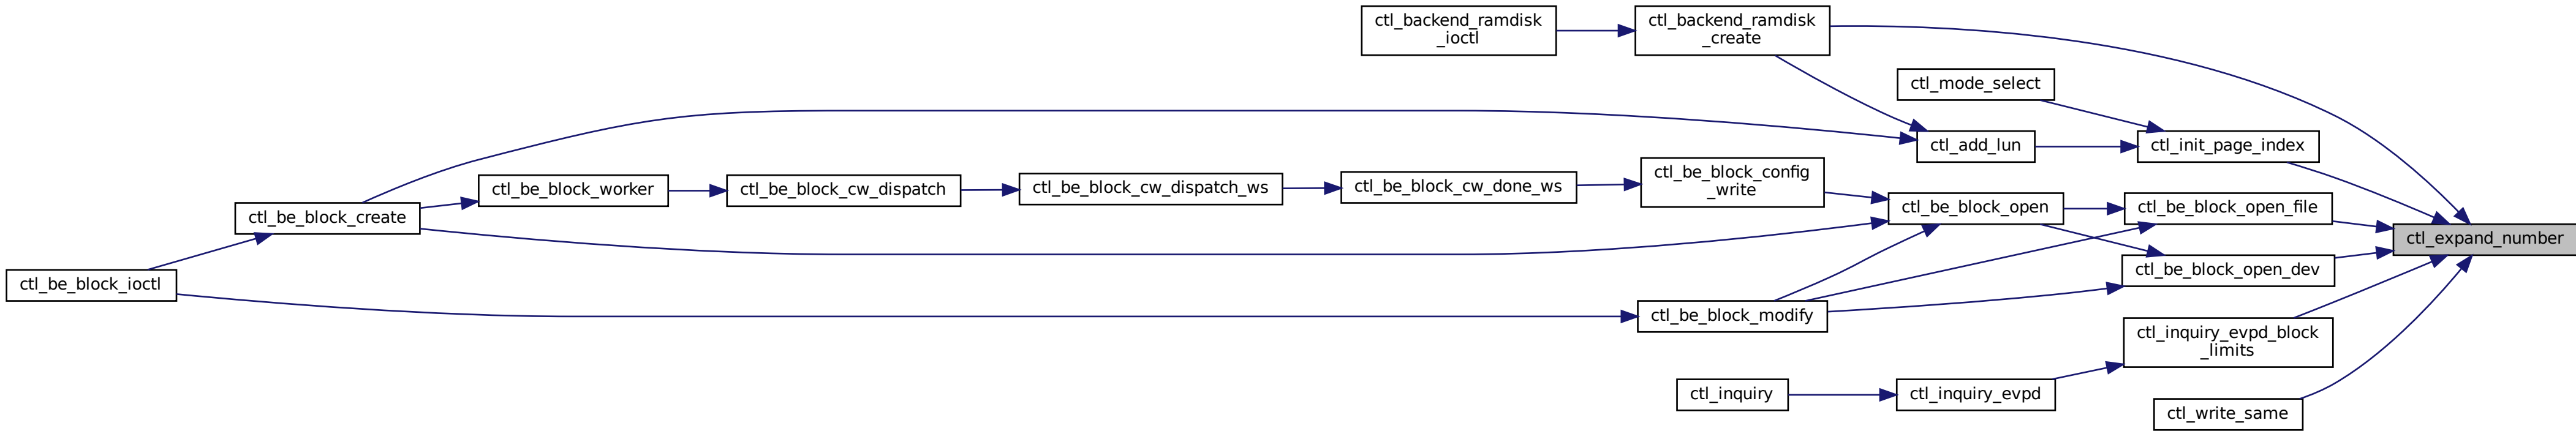 ctl_backend_ramdisk
_ioctl
ctl_backend_ramdisk
_create
ctl_mode_select
ctl_add_lun
ctl_init_page_index
ctl_be_block_worker
ctl_be_block_cw_dispatch
ctl_be_block_cw_dispatch_ws
ctl_be_block_cw_done_ws
ctl_be_block_config
_write
ctl_be_block_create
ctl_be_block_open
ctl_be_block_open_file
ctl_expand_number
ctl_be_block_ioctl
ctl_be_block_open_dev
ctl_be_block_modify
ctl_inquiry_evpd_block
_limits
ctl_inquiry
ctl_inquiry_evpd
ctl_write_same